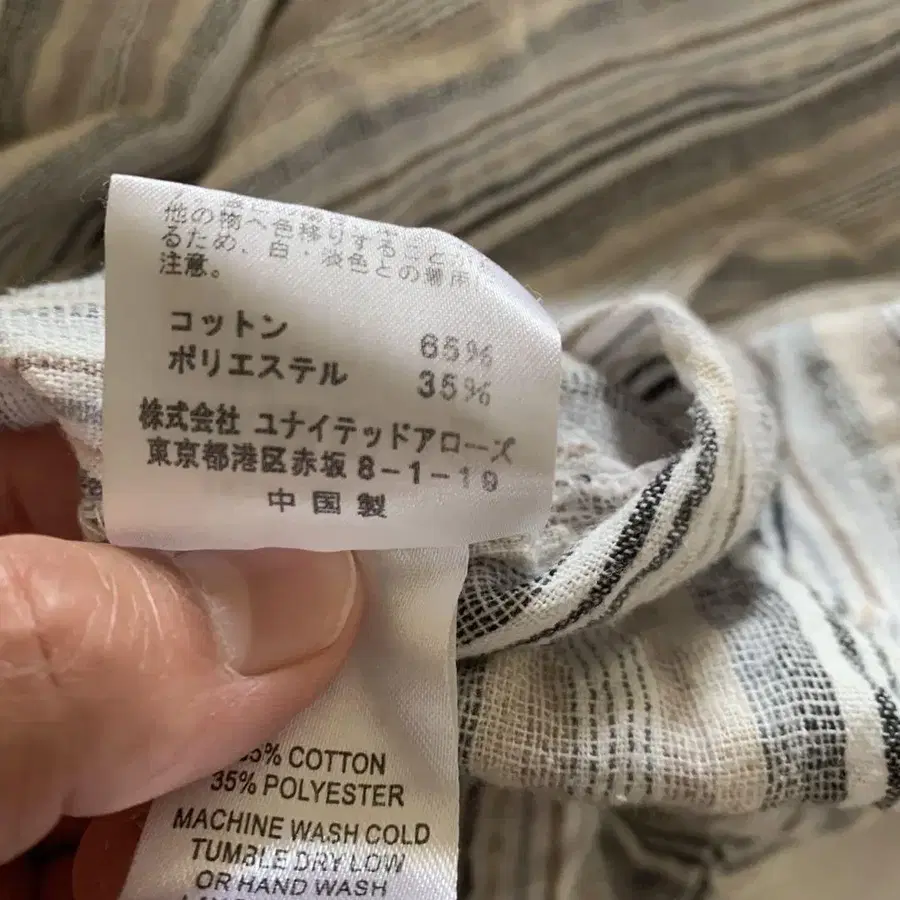 他の物へ色移りすること
るため、白・淡色との
注意。
コットン 65%
ポリエステル 35%
株式会社 ユナイテッドアローズ
東京都港区赤坂8-1-19
中国製
COTTON
35% POLYESTER
MACHINE WASH COLD
TUMBLE DRY LOW
OR HAND WASH